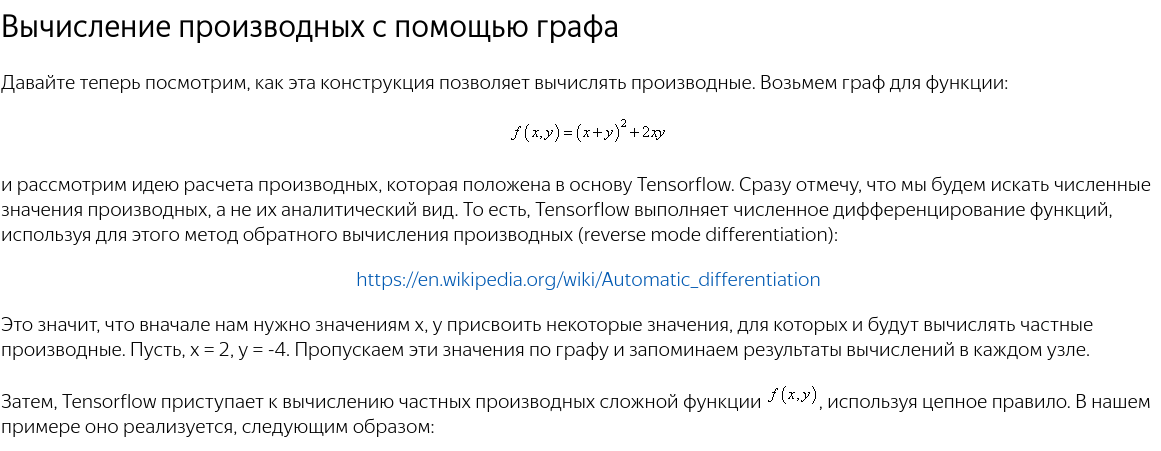 Вычисление производных с помощью графа
Давайте теперь посмотрим, как эта конструкция позволяет вычислять производные. Возьмем граф для функции:
f(x,y)=(x+y)²+2xy
и рассмотрим идею расчета производных, которая положена в основу Tensorflow. Сразу отмечу, что мы будем искать численные
значения производных, а не их аналитический вид. То есть, Tensorflow выполняет численное дифференцирование функций,
используя для этого метод обратного вычисления производных (reverse mode differentiation):
https://en.wikipedia.org/wiki/Automatic_differentiation
Это значит, что вначале нам нужно значениям x, y присвоить некоторые значения, для которых и будут вычислять частные
производные. Пусть, x = 2, y = -4. Пропускаем эти значения по графу и запоминаем результаты вычислений в каждом узле.
Затем, Tensorflow приступает к вычислению частных производных сложной функции f(x,y), используя цепное правило. В нашем
примере оно реализуется, следующим образом: